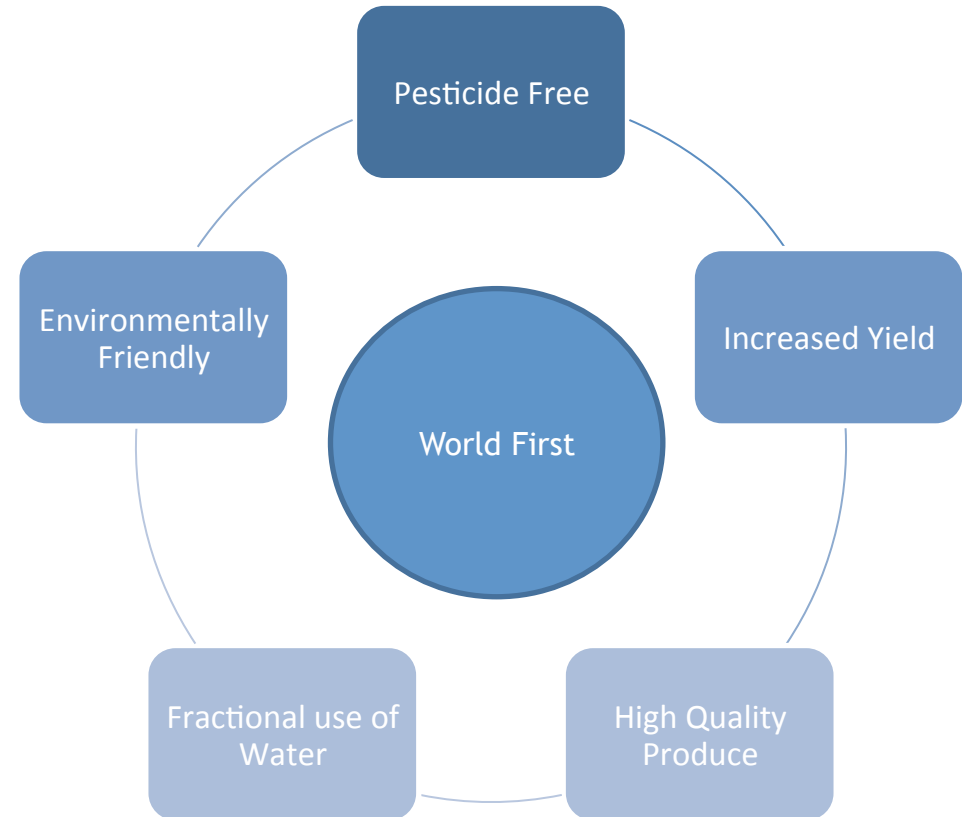 Pesticide Free
Environmentally
Friendly
Increased Yield
World First
Fractional use of
Water
High Quality
Produce